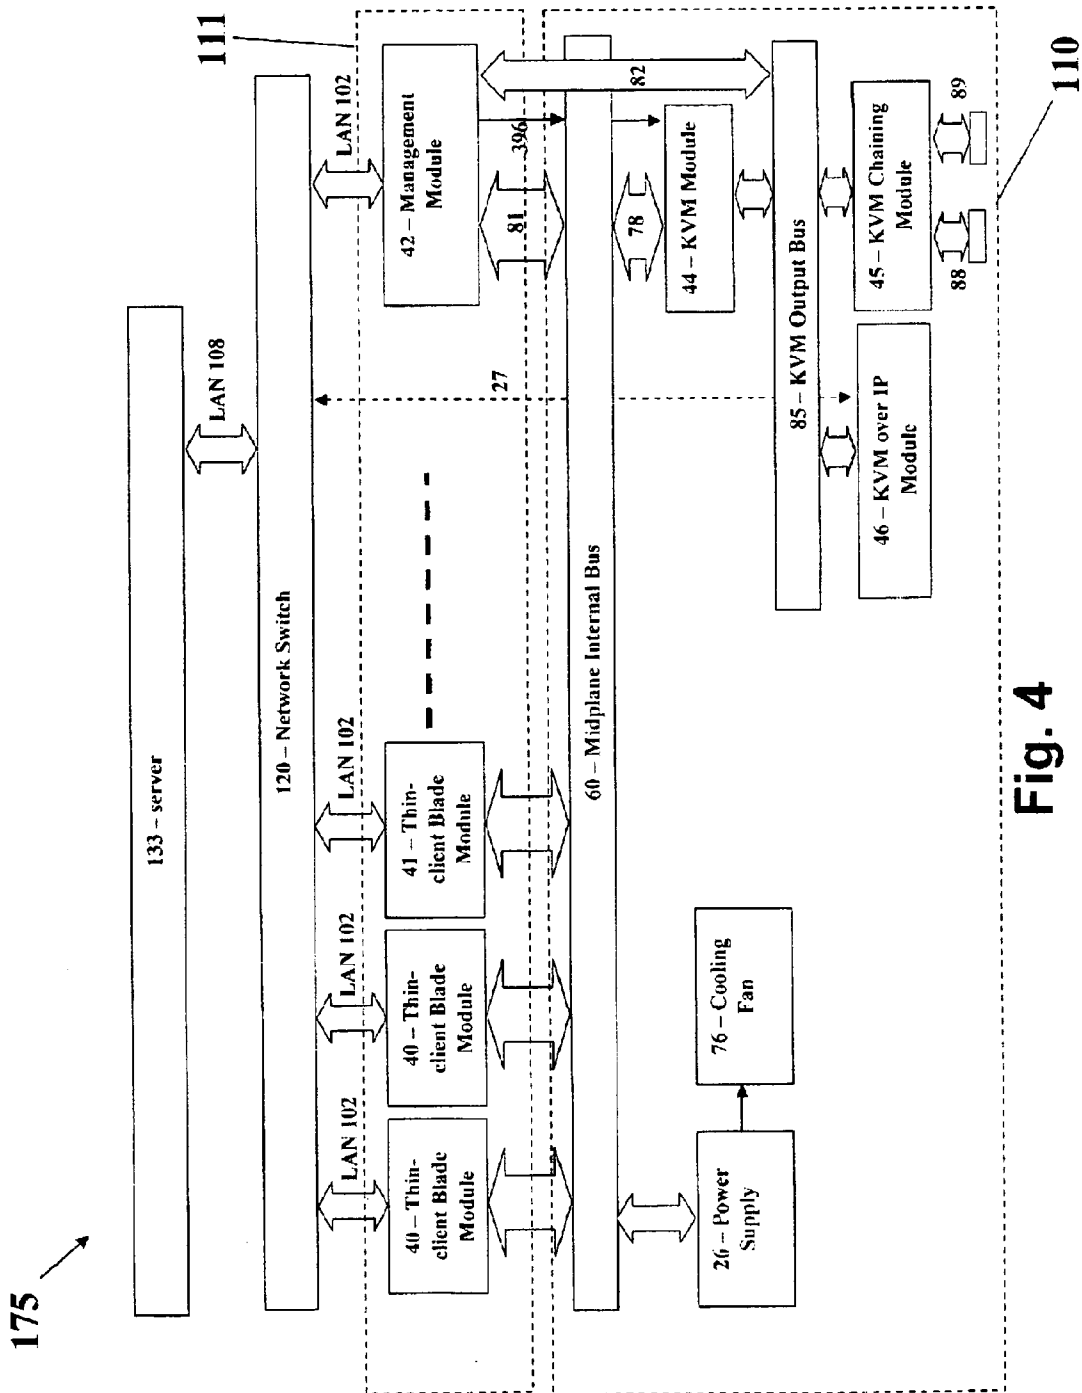 175
133 – server
LAN 108
120 – Network Switch
LAN 102
LAN 102
LAN 102
LAN 102
111
40 – Thin-
client Blade
Module
40 – Thin-
client Blade
Module
41 – Thin-
client Blade
Module
42 – Management
Module
27
81
396
82
60 – Midplane Internal Bus
78
26 – Power
Supply
76 – Cooling
Fan
44 – KVM Module
85 – KVM Output Bus
46 – KVM over IP
Module
45 – KVM Chaining
Module
88
89
110
Fig. 4